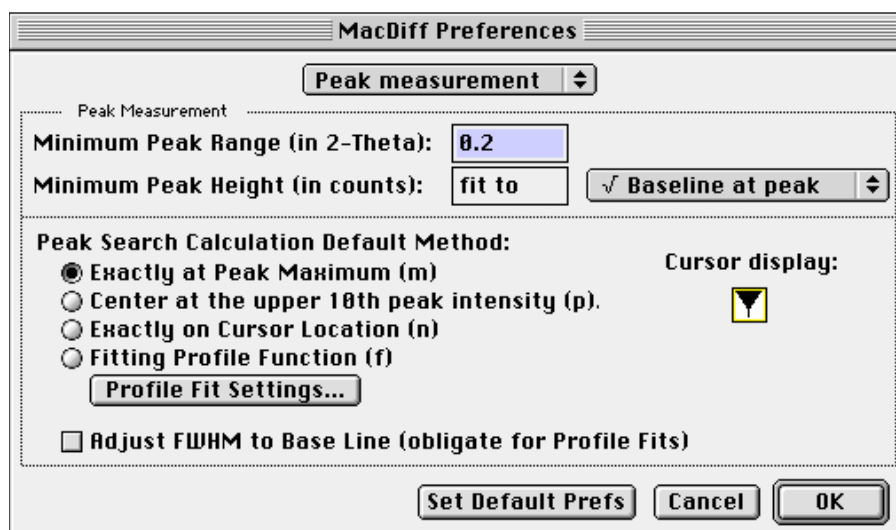 MacDiff Preferences
Peak measurement
Peak Measurement
Minimum Peak Range (in 2-Theta): 0.2
Minimum Peak Height (in counts): fit to √ Baseline at peak
Peak Search Calculation Default Method:
Cursor display:
Exactly at Peak Maximum (m)
Center at the upper 10th peak intensity (p).
Exactly on Cursor Location (n)
Fitting Profile Function (f)
Profile Fit Settings...
Adjust FWHM to Base Line (obligate for Profile Fits)
Set Default Prefs Cancel OK